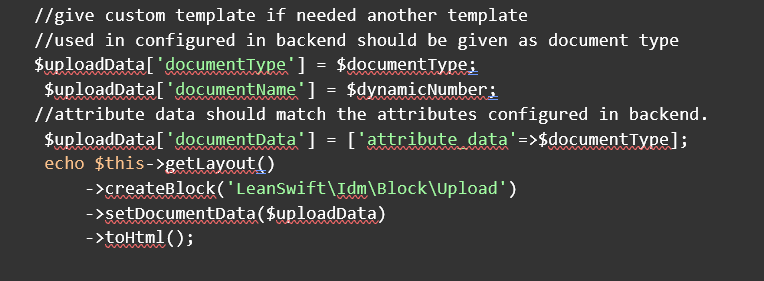 //give custom template if needed another template
//used in configured in backend should be given as document type
$uploadData['documentType'] = $documentType;
$uploadData['documentName'] = $dynamicNumber;
//attribute data should match the attributes configured in backend.
$uploadData['documentData'] = ['attribute_data'=>$documentType];
echo $this->getLayout()
->createBlock('LeanSwift\Idm\Block\Upload')
->setDocumentData($uploadData)
->toHtml();